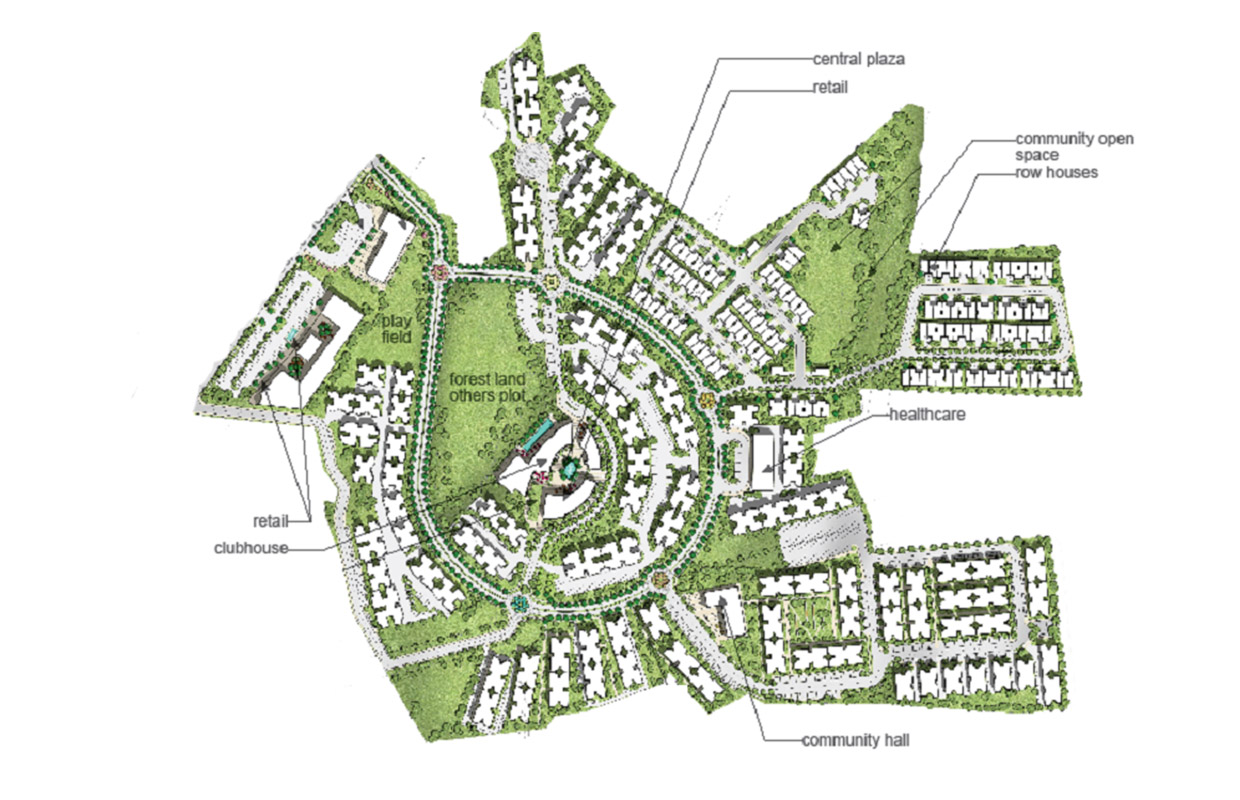 central plaza
retail
community open
space
row houses
play
field
forest land
others plot
healthcare
retail
clubhouse
community hall